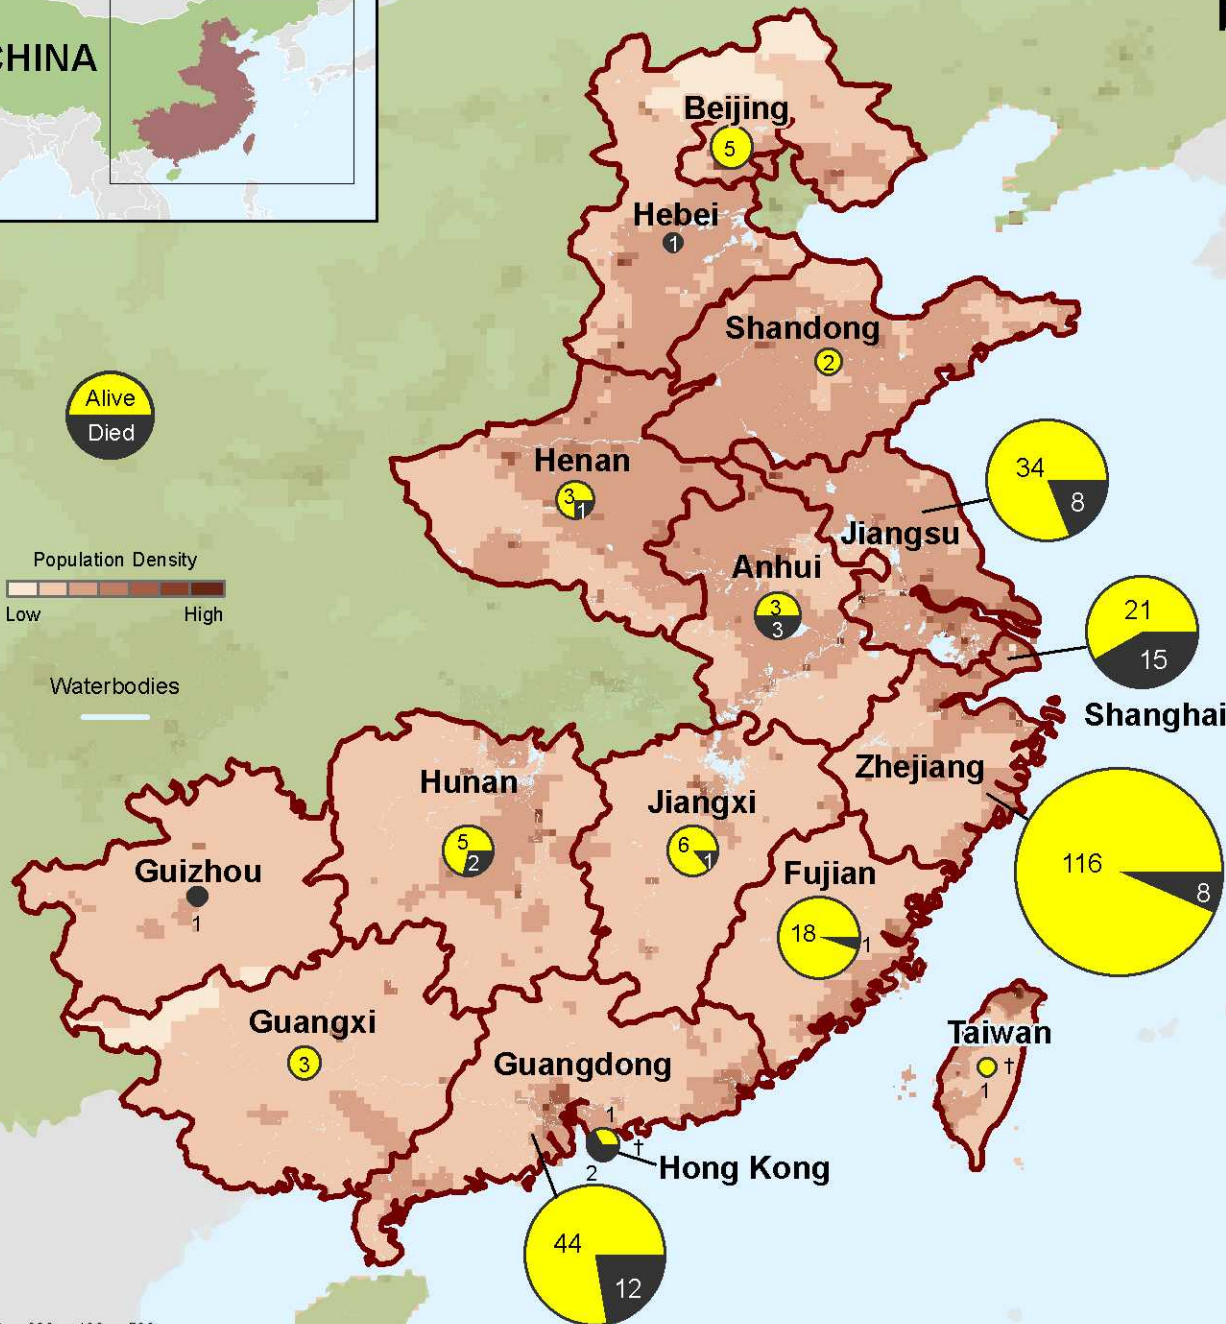 CHINA
Beijing
5
Hebei
1
Shandong
2
Alive
Died
Henan
3
1
34
8
Jiangsu
Anhui
3
3
Population Density
Low
High
21
15
Shanghai
Waterbodies
Zhejiang
116
8
Hunan
5
2
Jiangxi
6
1
Guizhou
1
Fujian
18
1
Guangxi
3
Taiwan
†
1
Guangdong
1
†
2
Hong Kong
44
12